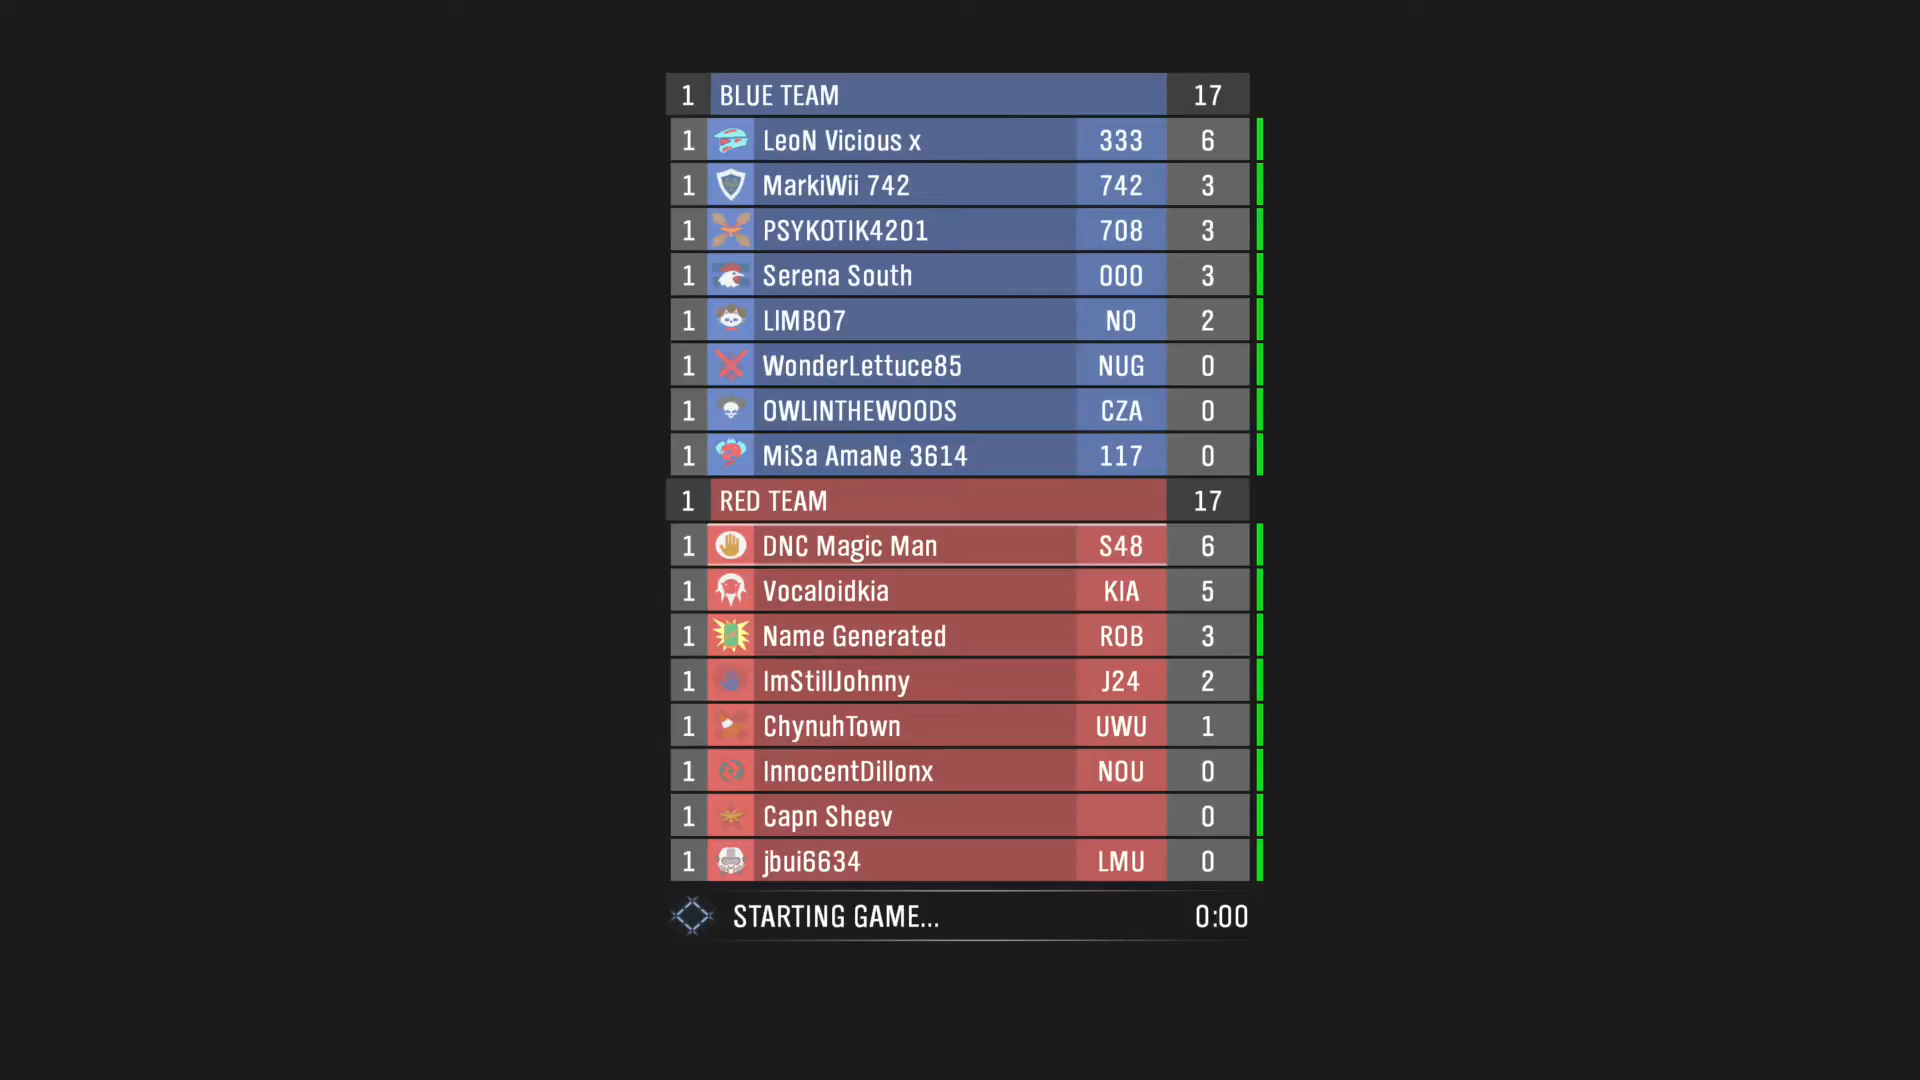 1 BLUE TEAM 17
1 LeoN Vicious x 333 6
1 MarkiWii 742 742 3
1 PSYKOTIK4201 708 3
1 Serena South 000 3
1 LIMBO7 NO 2
1 WonderLettuce85 NUG 0
1 OWLINTHEWOODS CZA 0
1 MiSa AmaNe 3614 117 0
1 RED TEAM 17
1 DNC Magic Man S48 6
1 Vocaloidkia KIA 5
1 Name Generated ROB 3
1 ImStillJohnny J24 2
1 ChynuhTown UWU 1
1 InnocentDillonx NOU 0
1 Capn Sheev 0
1 jbui6634 LMU 0
STARTING GAME... 0:00